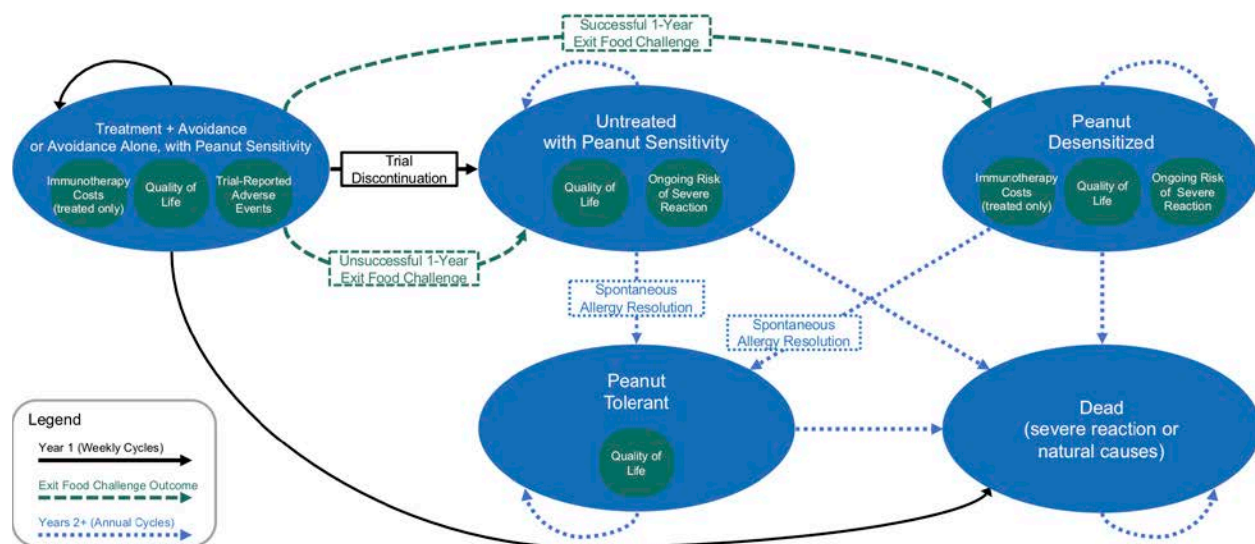 Successful 1-Year
Exit Food Challenge
Treatment + Avoidance
or Avoidance Alone, with Peanut Sensitivity
Immunotherapy
Costs
(treated only)
Quality of
Life
Trial-Reported
Adverse
Events
Trial
Discontinuation
Unsuccessful 1-Year
Exit Food Challenge
Untreated
with Peanut Sensitivity
Quality of
Life
Ongoing Risk
of Severe
Reaction
Peanut
Desensitized
Immunotherapy
Costs
(treated only)
Quality of
Life
Ongoing Risk
of Severe
Reaction
Spontaneous
Allergy Resolution
Spontaneous
Allergy Resolution
Peanut
Tolerant
Quality of
Life
Dead
(severe reaction or
natural causes)
Legend
Year 1 (Weekly Cycles)
Exit Food Challenge Outcome
Years 2+ (Annual Cycles)